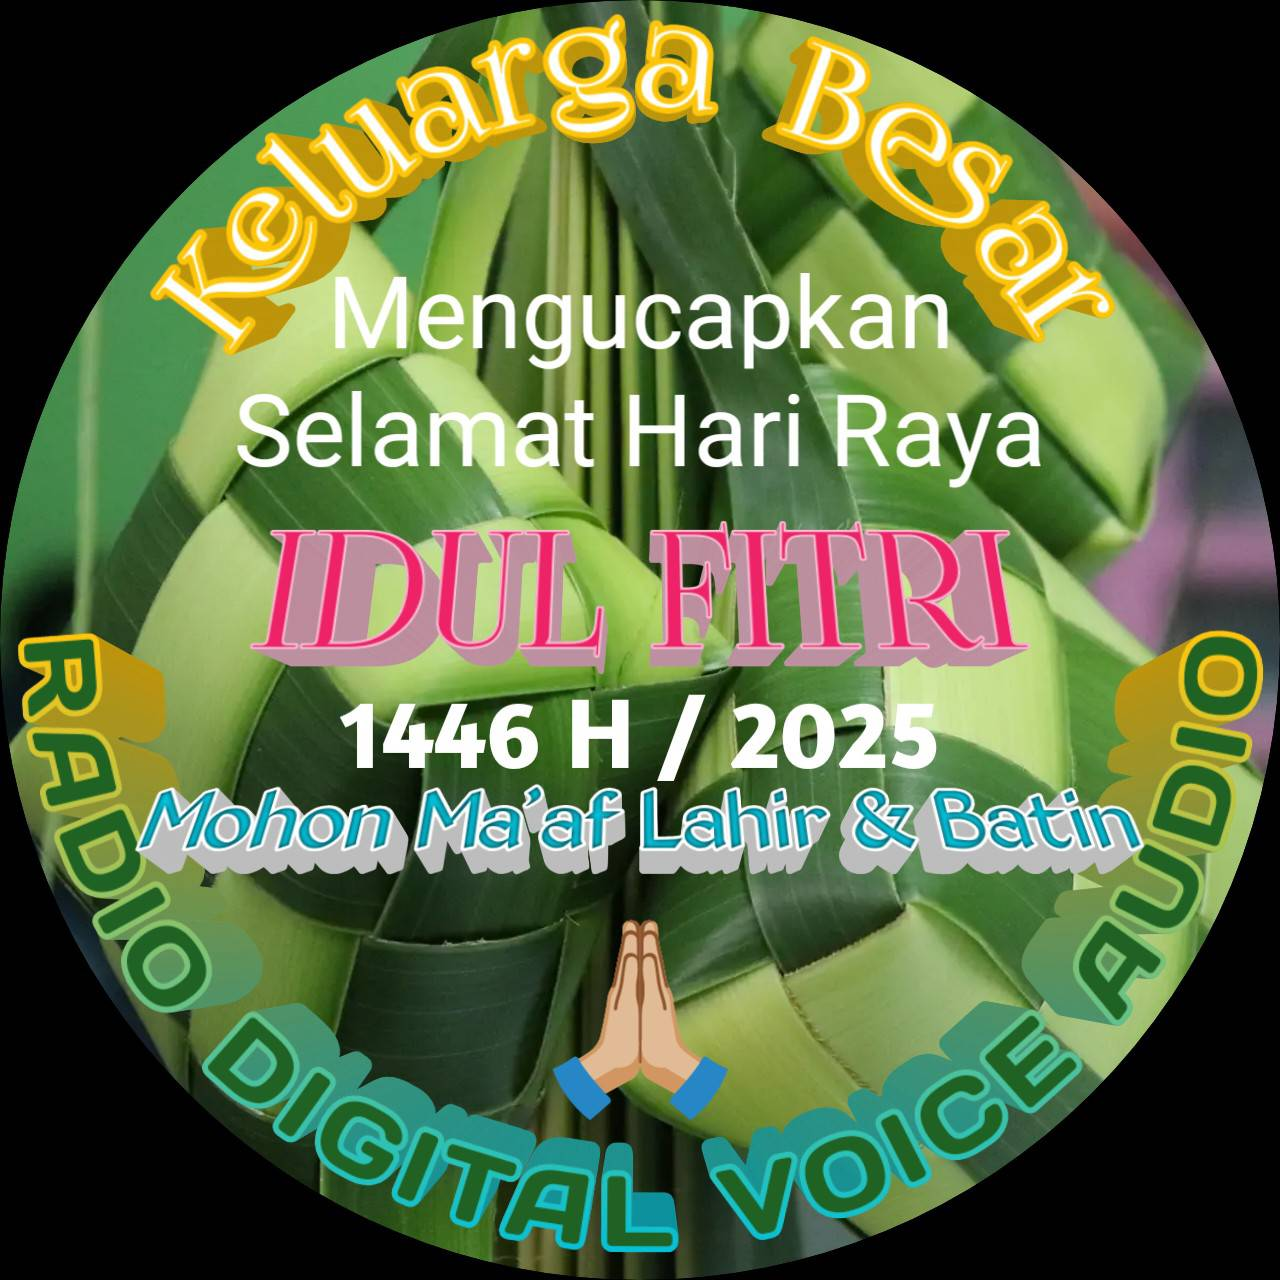 Keluarga Besar
Mengucapkan
Selamat Hari Raya
IDUL FITRI
1446 H / 2025
Mohon Ma'af Lahir & Batin
RADIO DIGITAL VOICE AUDIO